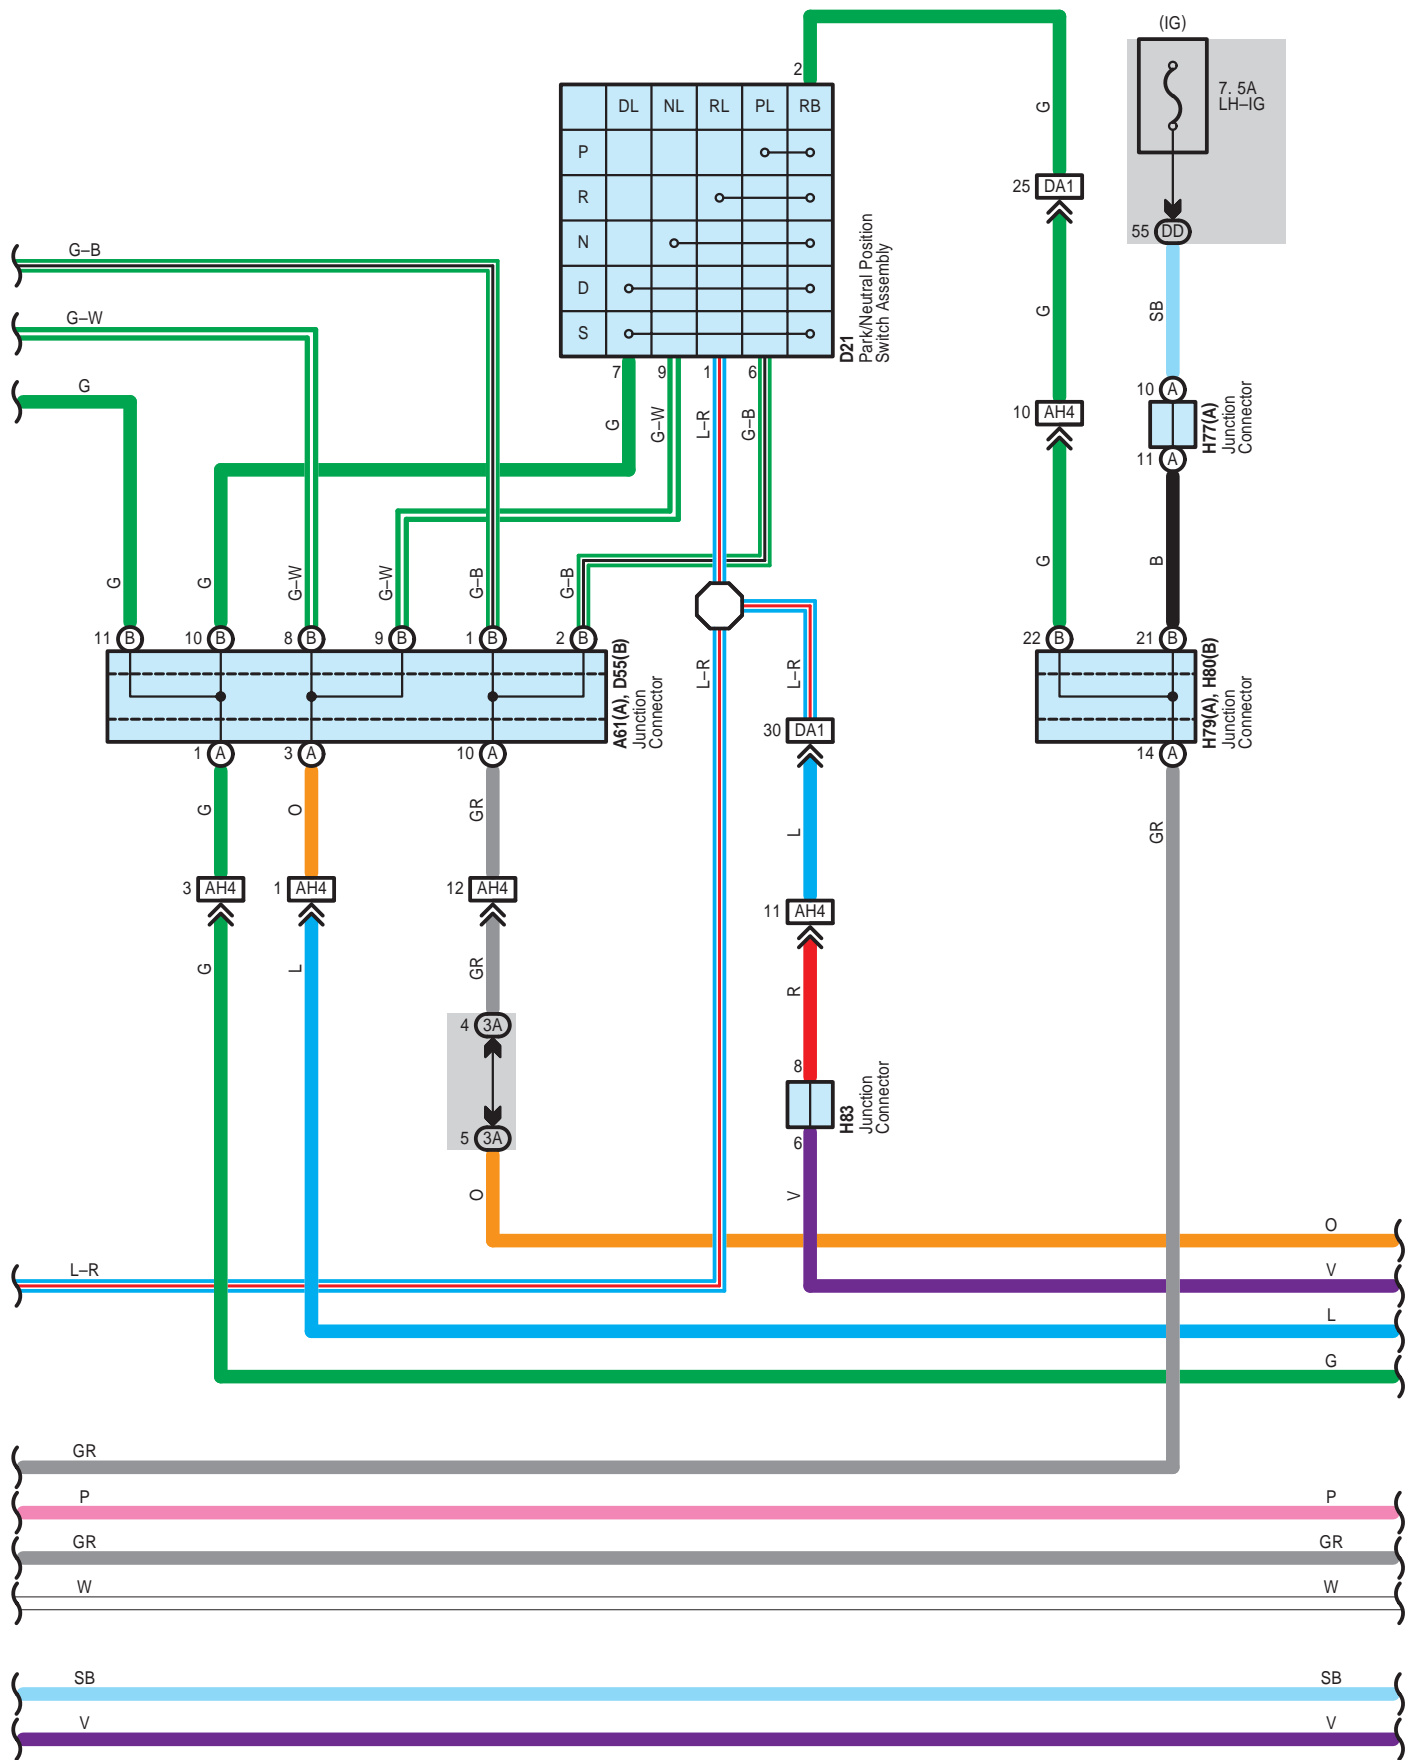 (IG)
7. 5A
LH–IG
2
DL NL RL PL RB
P
R
N
D
S
D21
Park/Neutral Position
Switch Assembly
G
25 DA1
55 DD
G–B
G–W
G
G
SB
7 9 1 6
G
G–W
L–R
G–B
10 AH4
10 A
H77(A)
Junction
Connector
11 A
G
G
G–W
G–W
G–B
G–B
G
B
11 B
10 B
8 B
9 B
1 B
2 B
22 B
21 B
A61(A), D55(B)
Junction
Connector
L–R
L–R
H79(A), H80(B)
Junction
Connector
30 DA1
1 A
3 A
10 A
14 A
G
O
GR
L
GR
3 AH4
1 AH4
12 AH4
11 AH4
G
L
GR
R
4 3A
8
H83
Junction
Connector
5 3A
6
O
V
O
L–R
V
L
G
GR
P
P
GR
GR
W
W
SB
SB
V
V